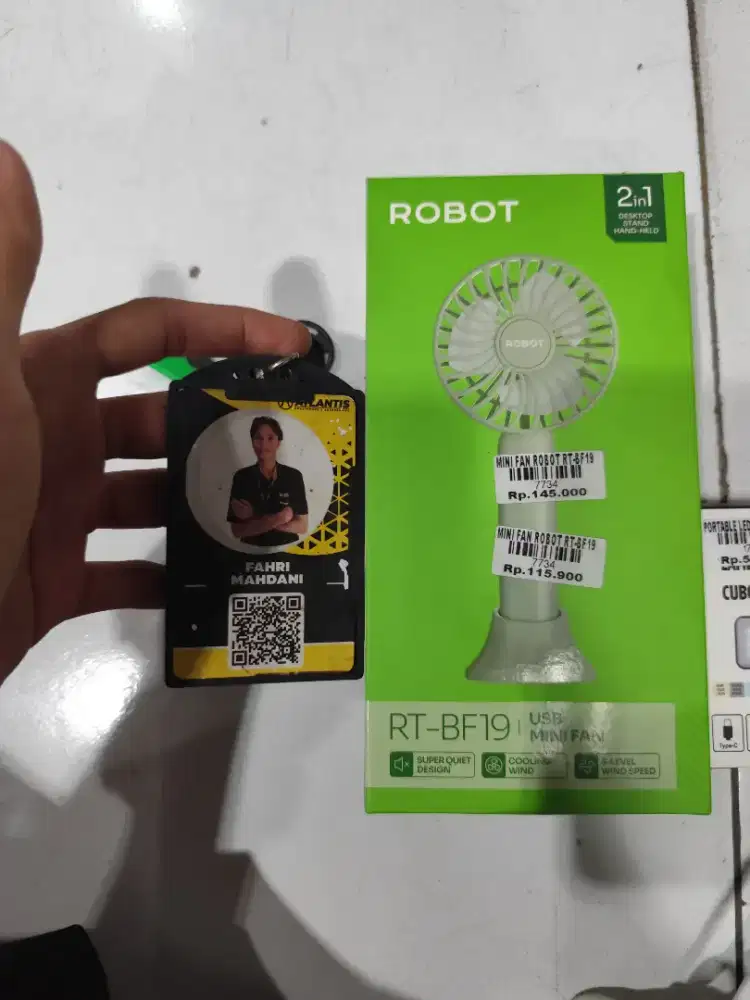 ROBOT
2in1
DESKTOP
STAND
HAND-HELD
ROBOT
MINI FAN ROBOT RT-BF19
7734
Rp.145.000
MINI FAN ROBOT RT-BF19
7734
Rp.115.900
RT-BF19
USB
MINI FAN
SUPER QUIET
DESIGN
COOLING
WIND
LEVEL
WIND SPEED
ATLANTIS
FAHRI
MAHDANI
PORTABLE LED
Type-C